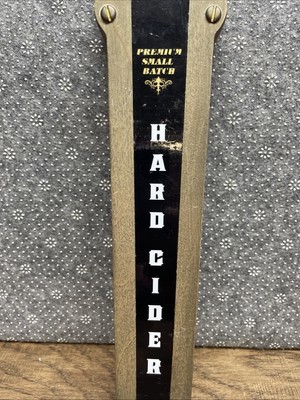 PREMIUM
SMALL
BATCH
HARD CIDER